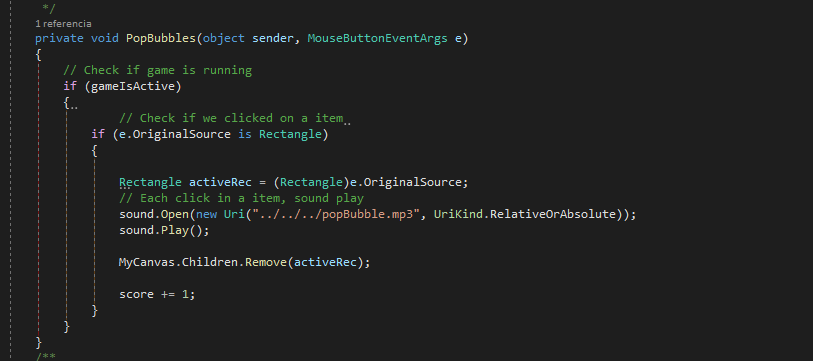 */
1 referencia
private void PopBubbles(object sender, MouseButtonEventArgs e)
{
// Check if game is running
if (gameIsActive)
{
// Check if we clicked on a item
if (e.OriginalSource is Rectangle)
{
Rectangle activeRec = (Rectangle)e.OriginalSource;
// Each click in a item, sound play
sound.Open(new Uri("../../../popBubble.mp3", UriKind.RelativeOrAbsolute));
sound.Play();
MyCanvas.Children.Remove(activeRec);
score += 1;
}
}
}
/**